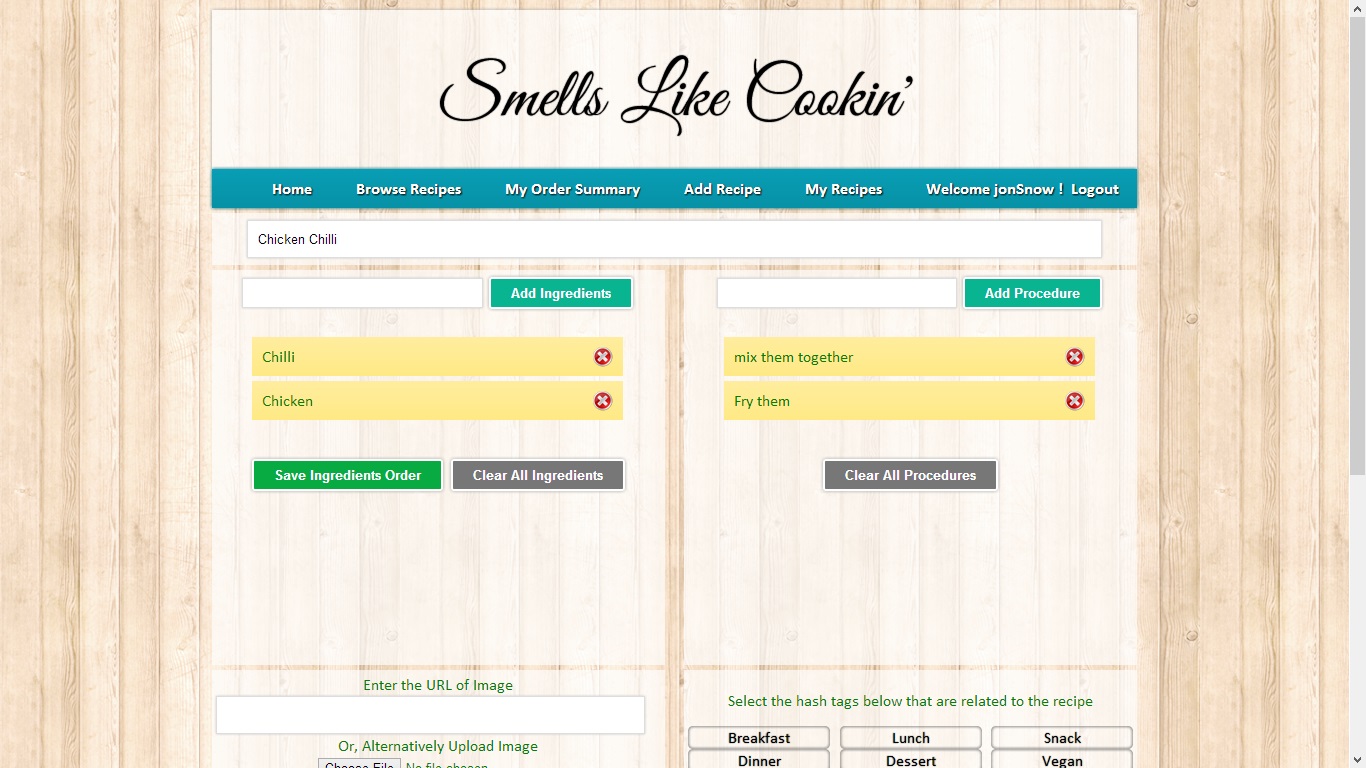 Smells Like Cookin'
Home Browse Recipes My Order Summary Add Recipe My Recipes Welcome jonSnow ! Logout
Chicken Chilli
Add Ingredients
Chilli
Chicken
Save Ingredients Order Clear All Ingredients
Add Procedure
mix them together
Fry them
Clear All Procedures
Enter the URL of Image
Or, Alternatively Upload Image
Choose File No file chosen
Select the hash tags below that are related to the recipe
Breakfast Lunch Snack
Dinner Dessert Vegan